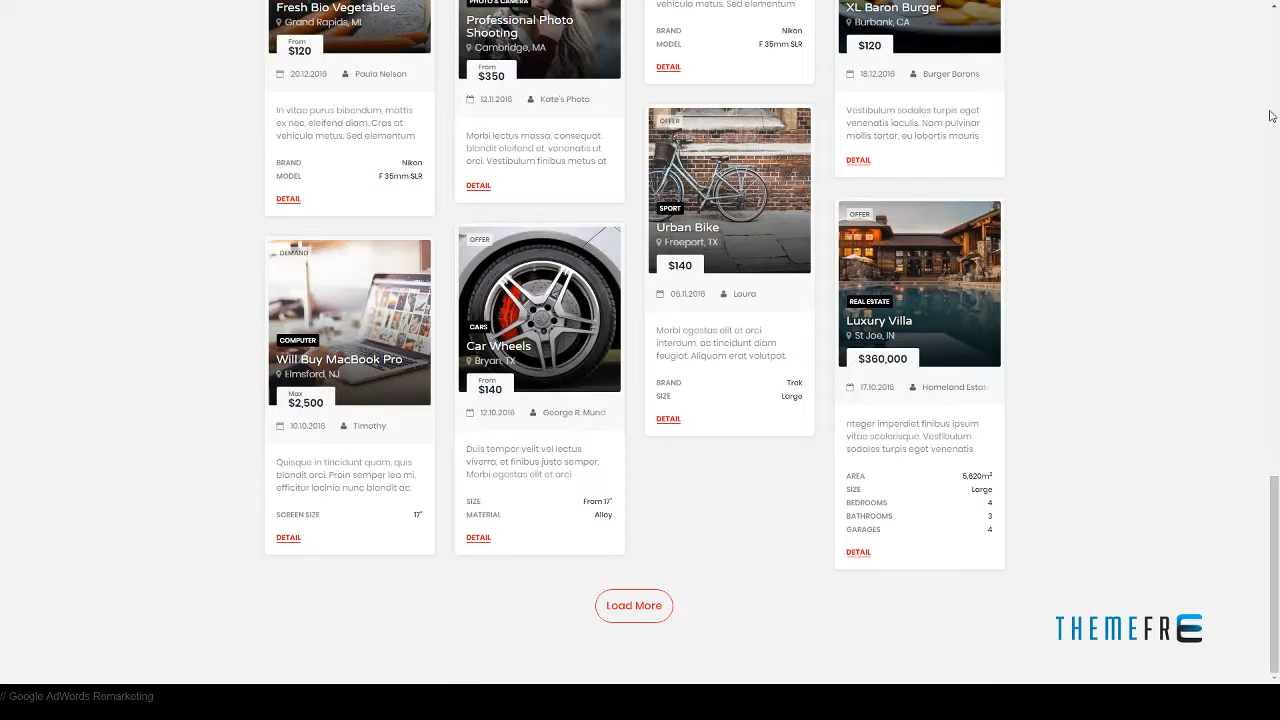 Fresh Bio Vegetables
Grand Rapids, MI
From
$120
20.12.2016 Paula Nelson
In vitae purus bibendum, mattis
ex nec, eleifend diam. Cras at
vehicula metus. Sed elementum
BRAND Nikon
MODEL F 35mm SLR
DETAIL
DEMAND
COMPUTER
Will Buy MacBook Pro
Elmsford, NJ
Max
$2,500
10.10.2016 Timothy
Quisque in tincidunt quam, quis
blandit orci. Proin semper leo mi,
efficitur lacinia nunc blandit ac.
SCREEN SIZE 17"
DETAIL
PHOTO & CAMERA
Professional Photo
Shooting
Cambridge, MA
From
$350
12.11.2016 Kate's Photo
Morbi lectus massa, consequat
blandit eleifend et, venenatis ut
orci. Vestibulum finibus metus at
DETAIL
OFFER
CARS
Car Wheels
Bryan, TX
From
$140
12.10.2016 George R. Mund
Duis tempor velit vel lectus
viverra, et finibus justo semper.
Morbi egestas elit et orci
SIZE From 17"
MATERIAL Alloy
DETAIL
vehicula metus. Sed elementum
BRAND Nikon
MODEL F 35mm SLR
DETAIL
OFFER
SPORT
Urban Bike
Freeport, TX
$140
06.11.2016 Laura
Morbi egestas elit et orci
interdum, ac tincidunt diam
feugiat. Aliquam erat volutpat.
BRAND Trek
SIZE Large
DETAIL
XL Baron Burger
Burbank, CA
$120
18.12.2016 Burger Barons
Vestibulum sodales turpis eget
venenatis iaculis. Nam pulvinar
mollis tortor, eu lobortis mauris
DETAIL
OFFER
REAL ESTATE
Luxury Villa
St Joe, IN
$360,000
17.10.2016 Homeland Estat
nteger imperdiet finibus ipsum
vitae scelerisque. Vestibulum
sodales turpis eget venenatis
AREA 5,620m²
SIZE Large
BEDROOMS 4
BATHROOMS 3
GARAGES 4
DETAIL
Load More
THEMEFRE
// Google AdWords Remarketing